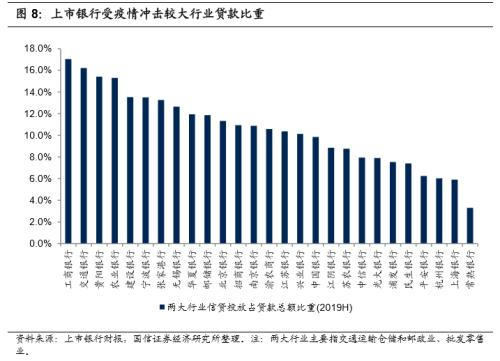 图 8：上市银行受疫情冲击较大行业贷款比重
18.0%
16.0%
14.0%
12.0%
10.0%
8.0%
6.0%
4.0%
2.0%
0.0%
工商银行
交通银行
贵阳银行
农业银行
建设银行
宁波银行
张家港行
无锡银行
华夏银行
邮储银行
北京银行
招商银行
南京银行
渝农商行
江苏银行
兴业银行
中国银行
江阴银行
苏农银行
中信银行
光大银行
浦发银行
民生银行
平安银行
杭州银行
上海银行
常熟银行
两大行业信贷投放占贷款总额比重(2019H)
资料来源：上市银行财报，国信证券经济研究所整理。注：两大行业主要指交通运输仓储和邮政业、批发零售
业。